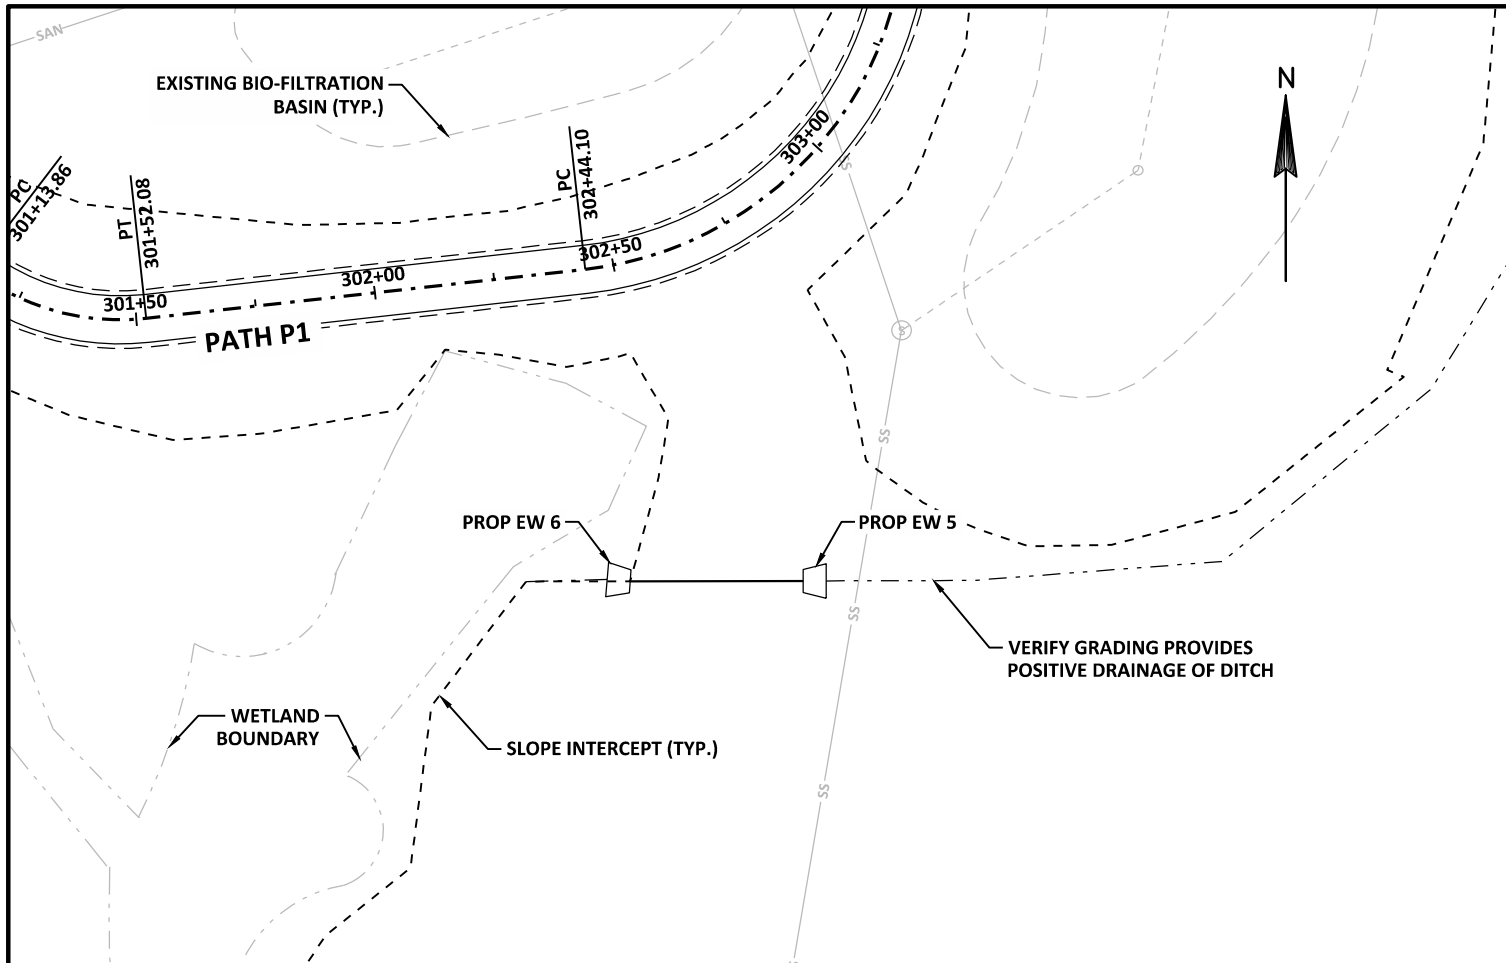 SAN
EXISTING BIO-FILTRATION
BASIN (TYP.)
N
PC
301+13.86
PT
301+52.08
PC
302+44.10
303+00
SS
301+50
302+00
302+50
PATH P1
S
SS
PROP EW 6
PROP EW 5
SS
VERIFY GRADING PROVIDES
POSITIVE DRAINAGE OF DITCH
WETLAND
BOUNDARY
SLOPE INTERCEPT (TYP.)
SS